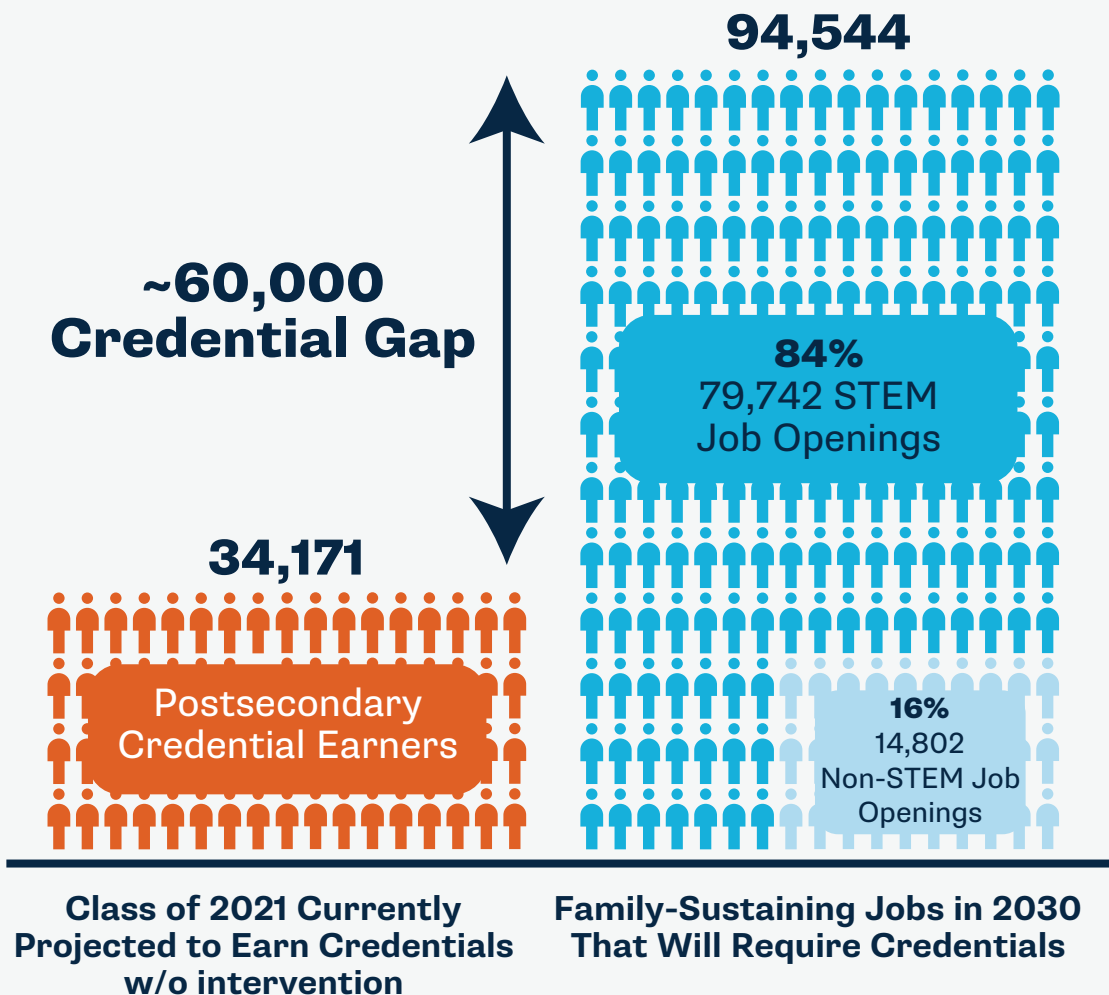 94,544
~60,000
Credential Gap
84%
79,742 STEM
Job Openings
34,171
Postsecondary
Credential Earners
16%
14,802
Non-STEM Job
Openings
Class of 2021 Currently
Projected to Earn Credentials
w/o intervention
Family-Sustaining Jobs in 2030
That Will Require Credentials